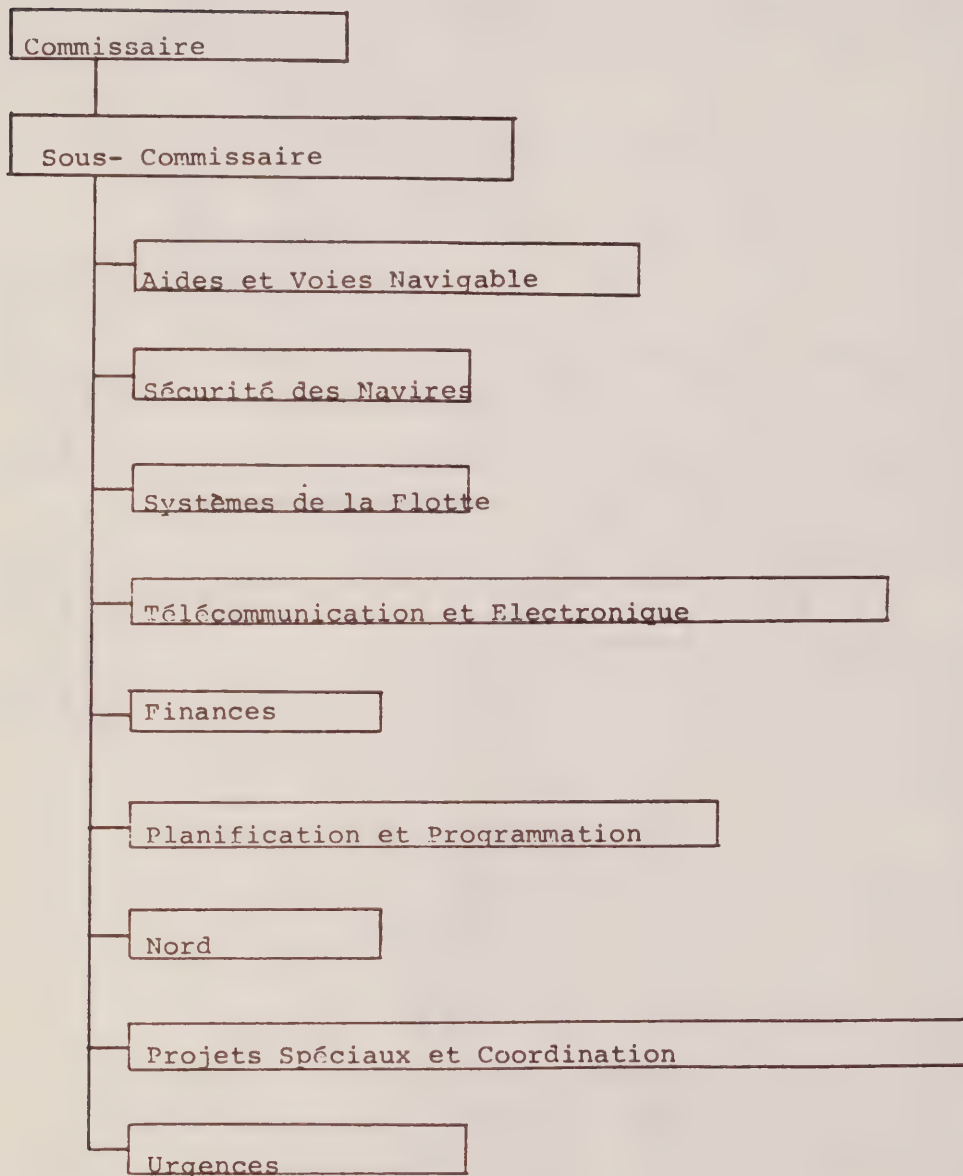 Commissaire
Sous- Commissaire
Aides et Voies Navigable
Sécurité des Navires
Systèmes de la Flotte
Télécommunication et Electronique
Finances
Planification et Programmation
Nord
Projets Spéciaux et Coordination
Urgences